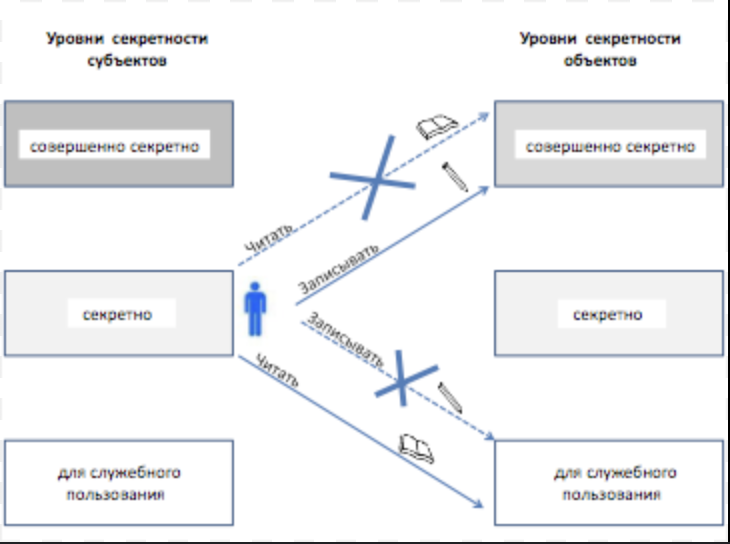 Уровни секретности
субъектов
Уровни секретности
объектов
совершенно секретно
совершенно секретно
Читать
Записывать
секретно
секретно
Записывать
Читать
для служебного
пользования
для служебного
пользования